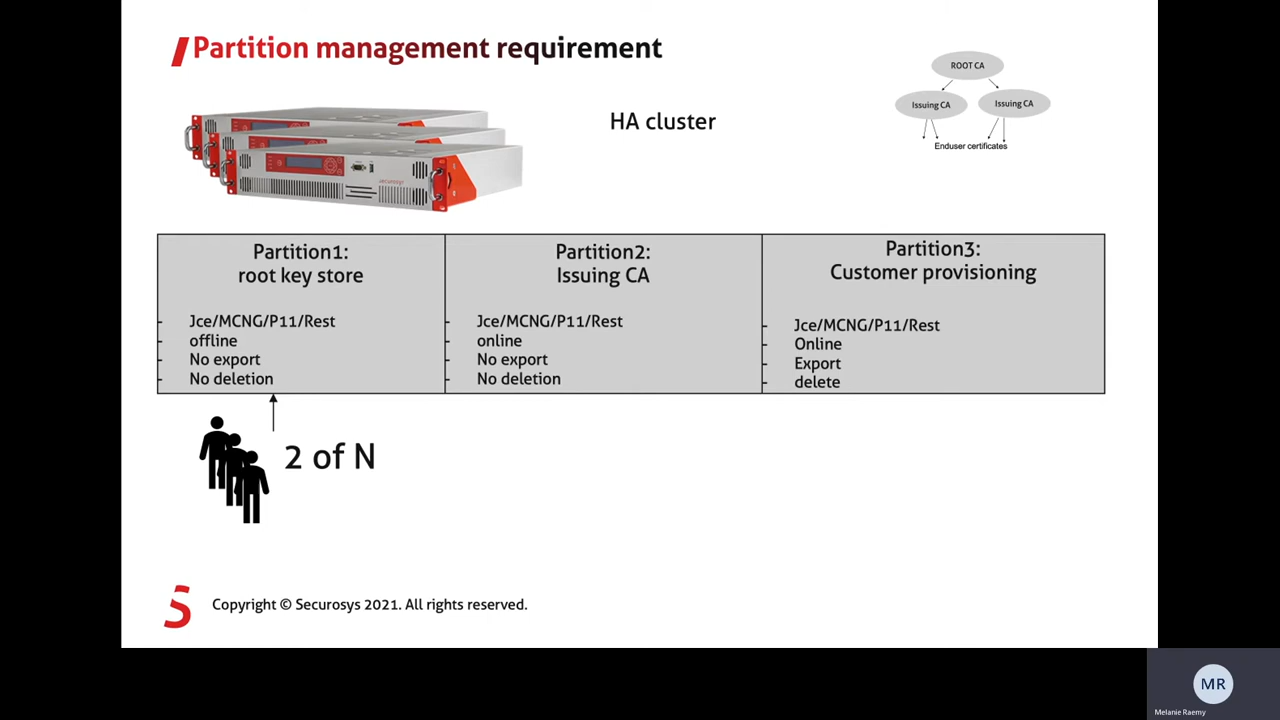 Partition management requirement
ROOT CA
Issuing CA
Issuing CA
Enduser certificates
HA cluster
securosys
Partition1:
root key store
- Jce/MCNG/P11/Rest
- offline
- No export
- No deletion
Partition2:
Issuing CA
- Jce/MCNG/P11/Rest
- online
- No export
- No deletion
Partition3:
Customer provisioning
- Jce/MCNG/P11/Rest
- Online
- Export
- delete
2 of N
Copyright © Securosys 2021. All rights reserved.
MR
Melanie Raemy